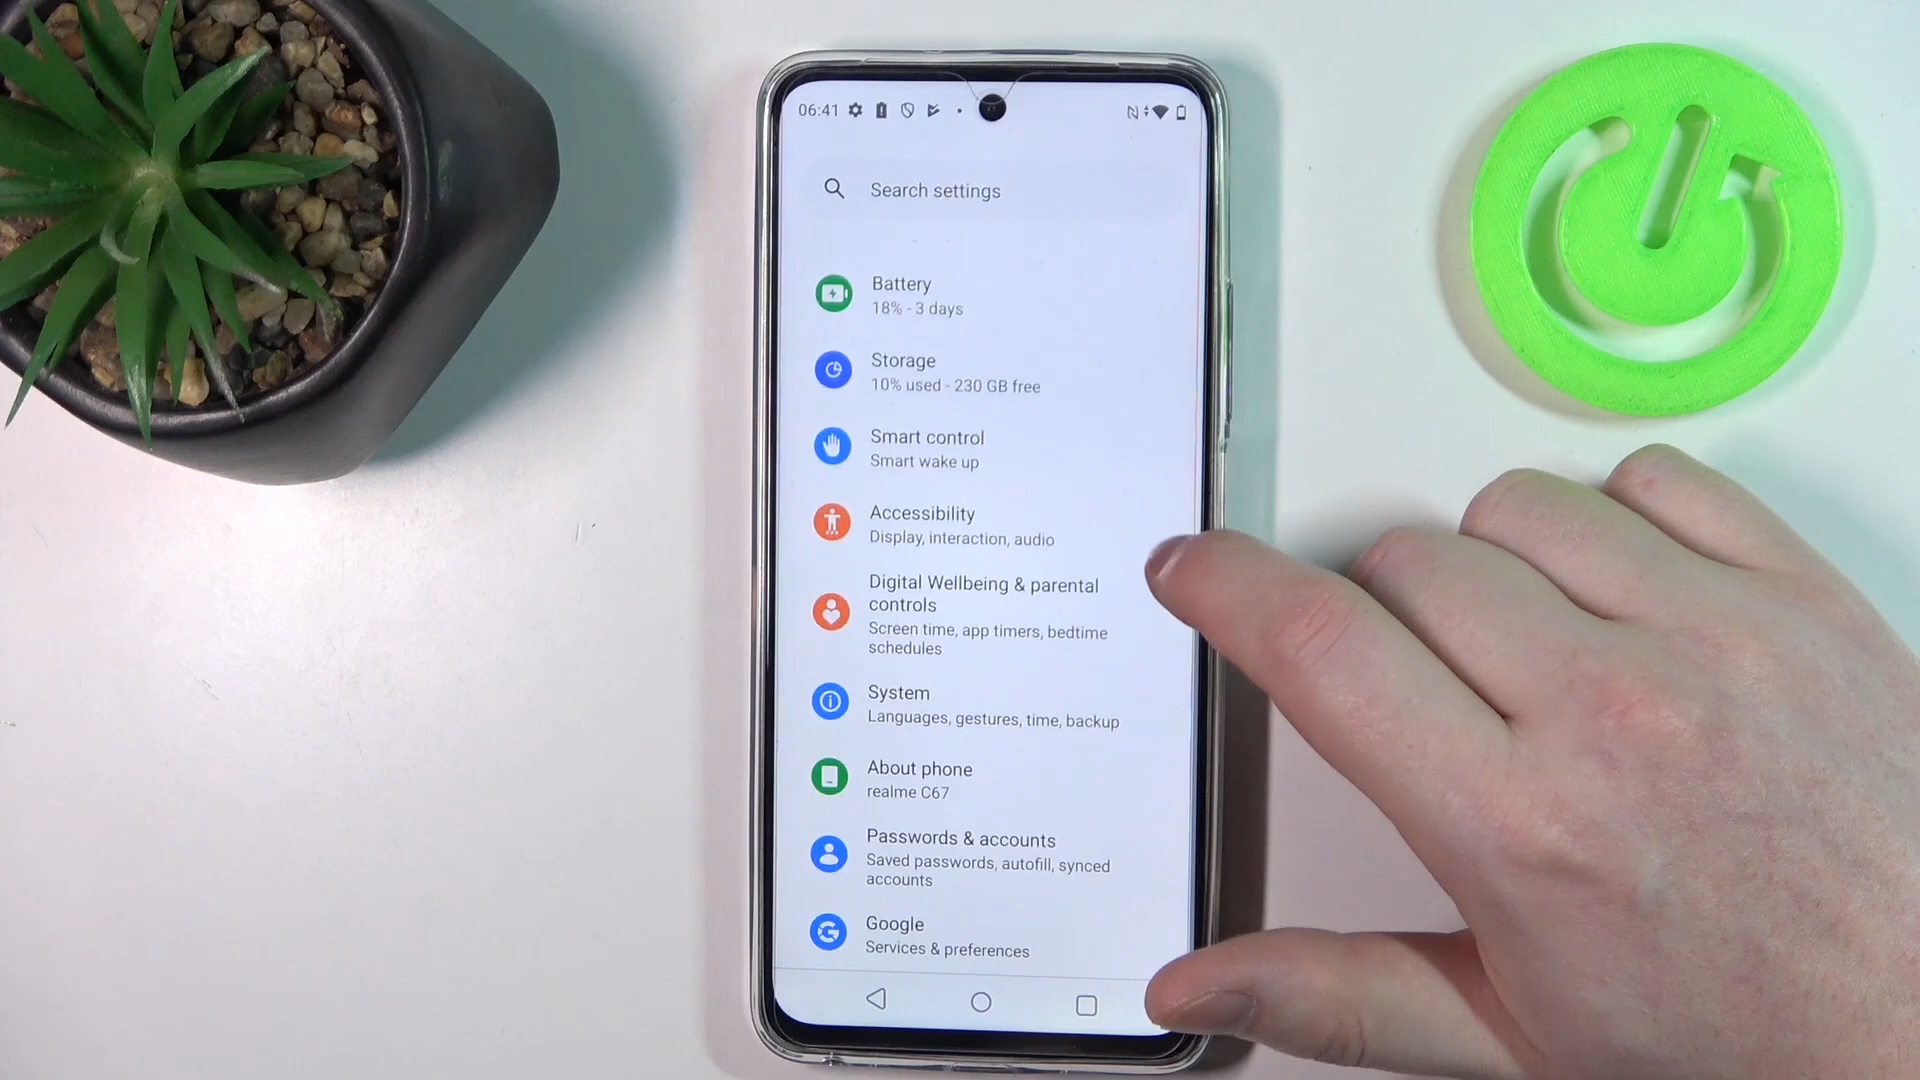 06:41
Search settings
Battery
18% - 3 days
Storage
10% used - 230 GB free
Smart control
Smart wake up
Accessibility
Display, interaction, audio
Digital Wellbeing & parental
controls
Screen time, app timers, bedtime
schedules
System
Languages, gestures, time, backup
About phone
realme C67
Passwords & accounts
Saved passwords, autofill, synced
accounts
Google
Services & preferences